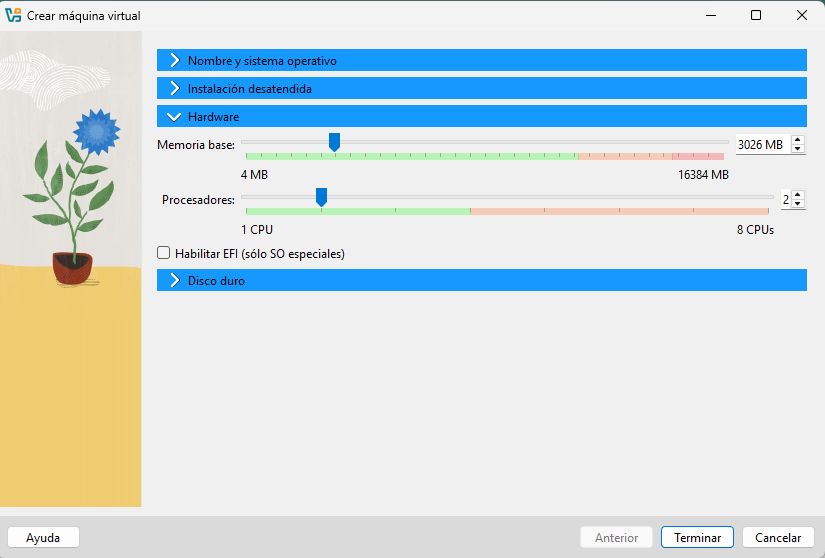 Crear máquina virtual
Nombre y sistema operativo
Instalación desatendida
Hardware
Memoria base: 3026 MB
4 MB 16384 MB
Procesadores: 2
1 CPU 8 CPUs
Habilitar EFI (sólo SO especiales)
Disco duro
Ayuda Anterior Terminar Cancelar